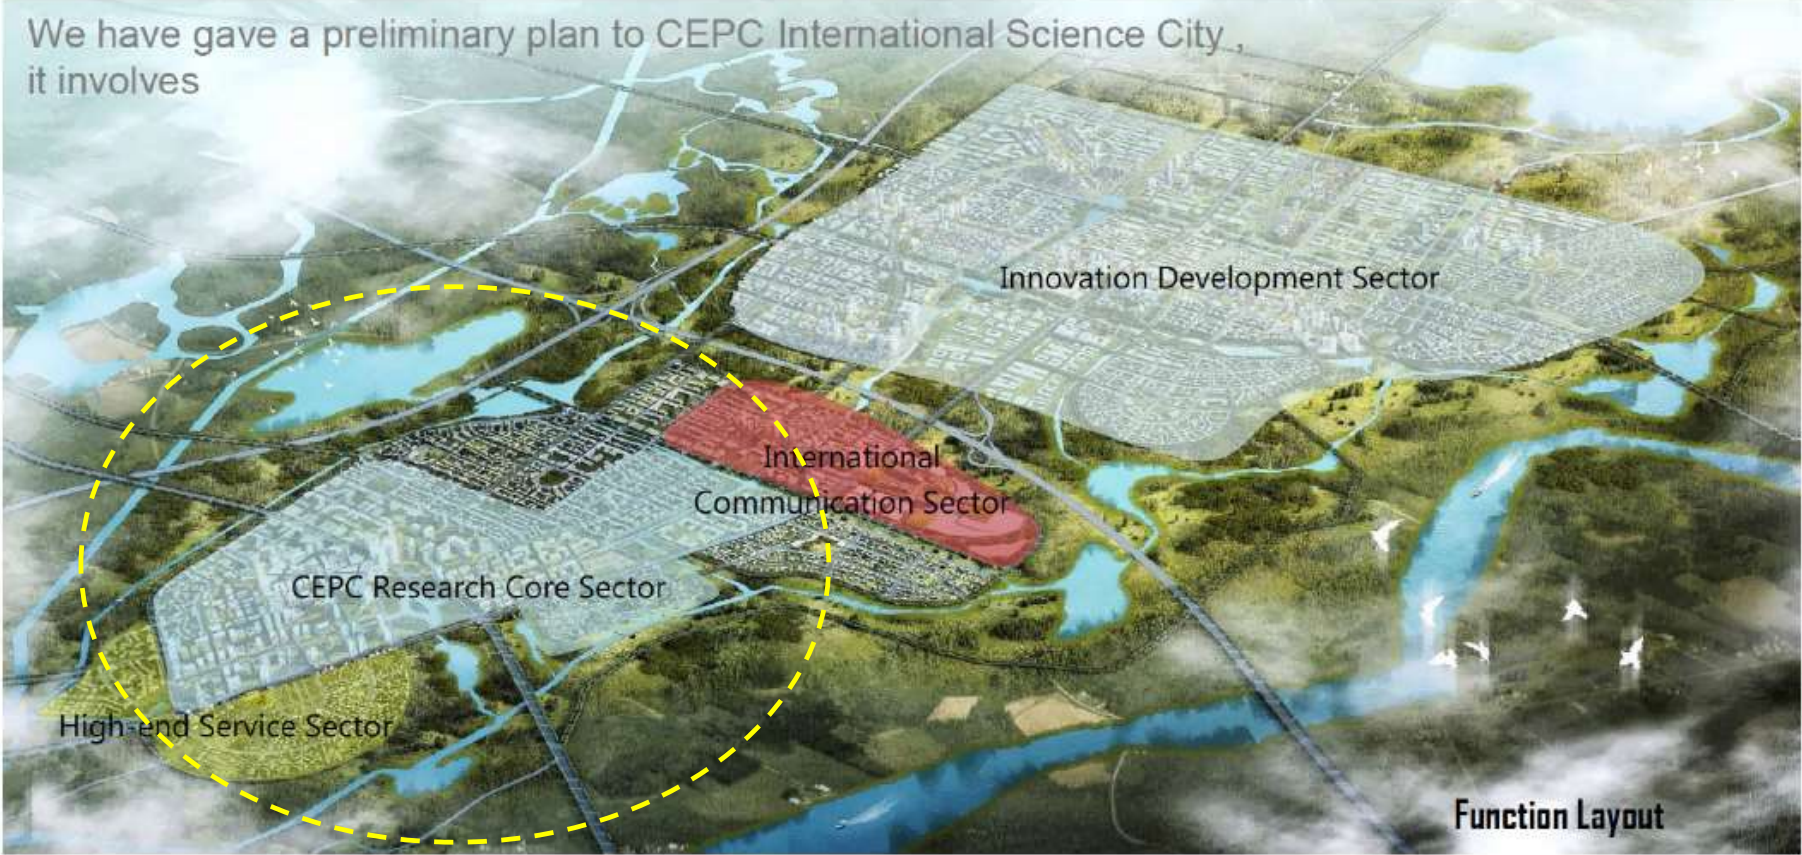 We have gave a preliminary plan to CEPC International Science City ,
it involves
Innovation Development Sector
International
Communication Sector
CEPC Research Core Sector
High-end Service Sector
Function Layout